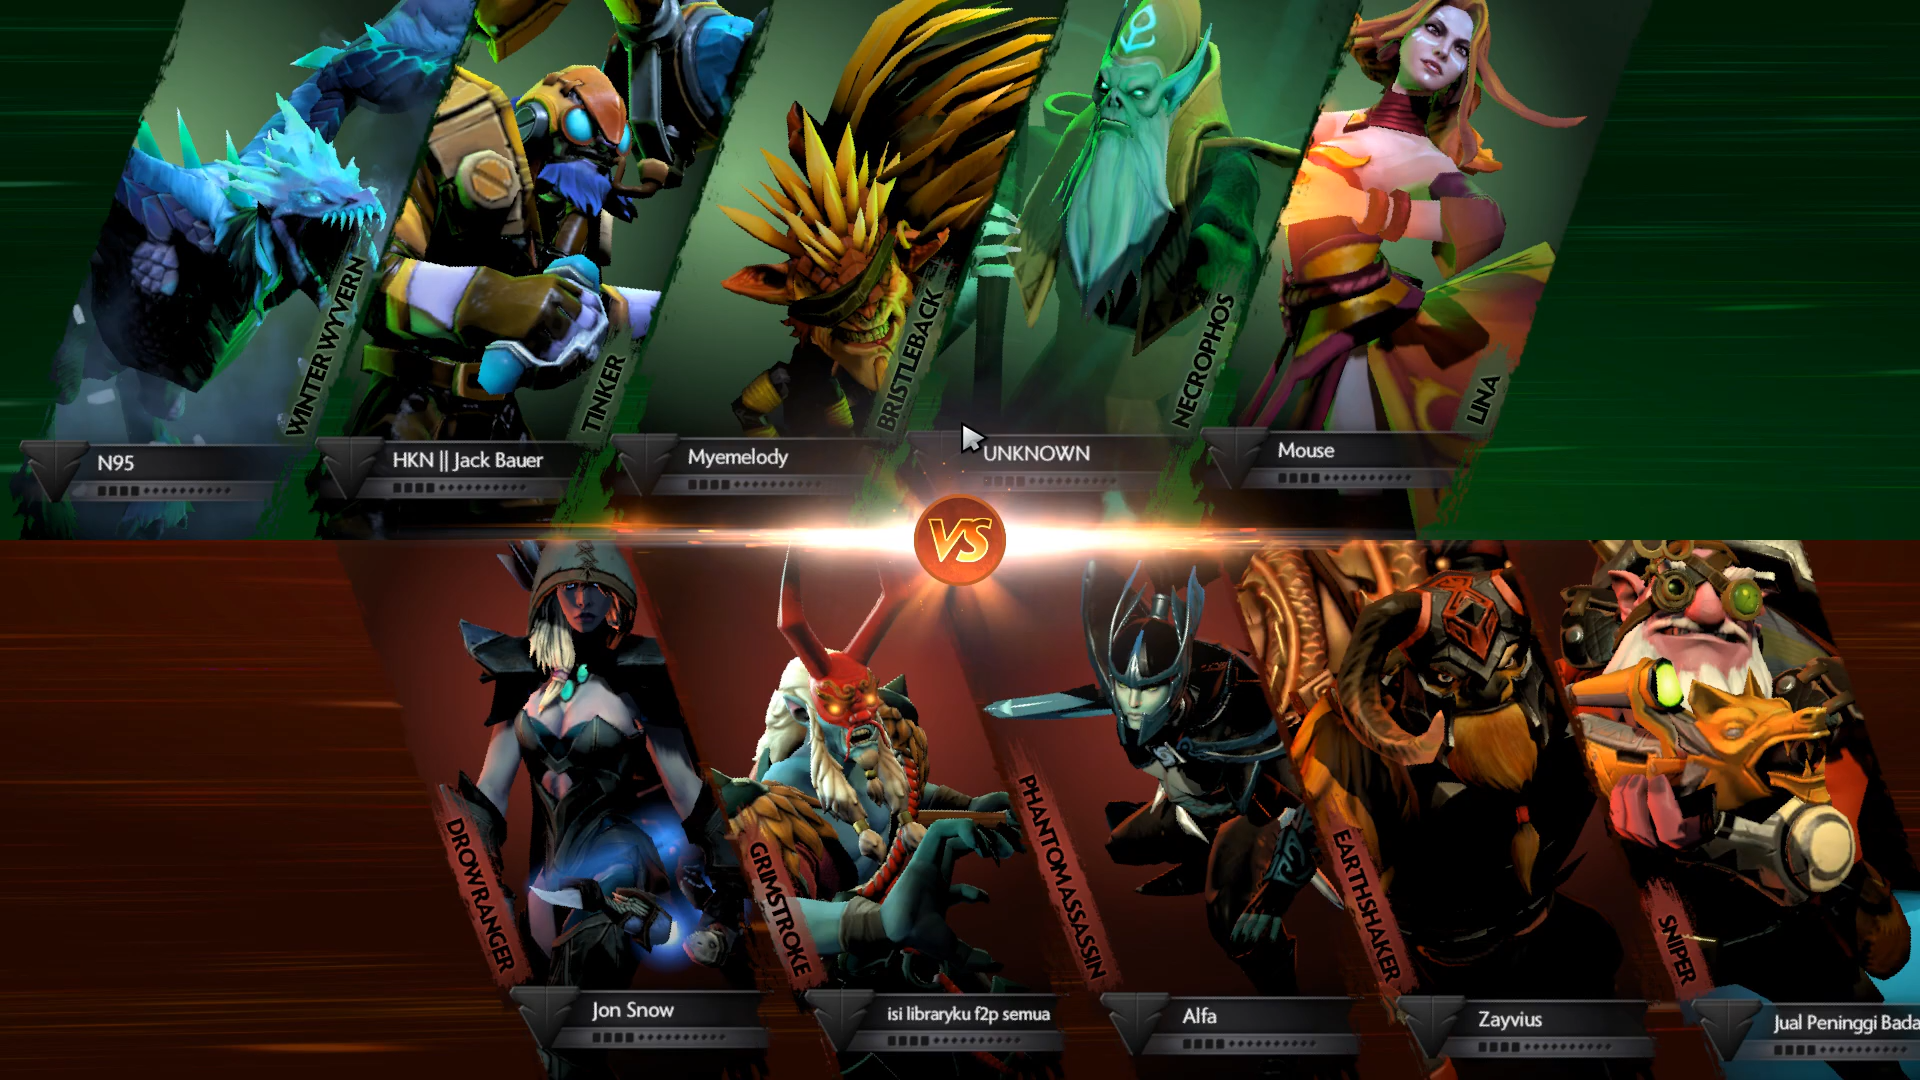 WINTER WYVERN
TINKER
BRISTLEBACK
NECROPHOS
LINA
N95
HKN || Jack Bauer
Myemelody
UNKNOWN
Mouse
VS
DROW RANGER
GRIMSTROKE
PHANTOM ASSASSIN
EARTHSHAKER
SNIPER
Jon Snow
isi libraryku f2p semua
Alfa
Zayvius
Jual Peninggi Bada